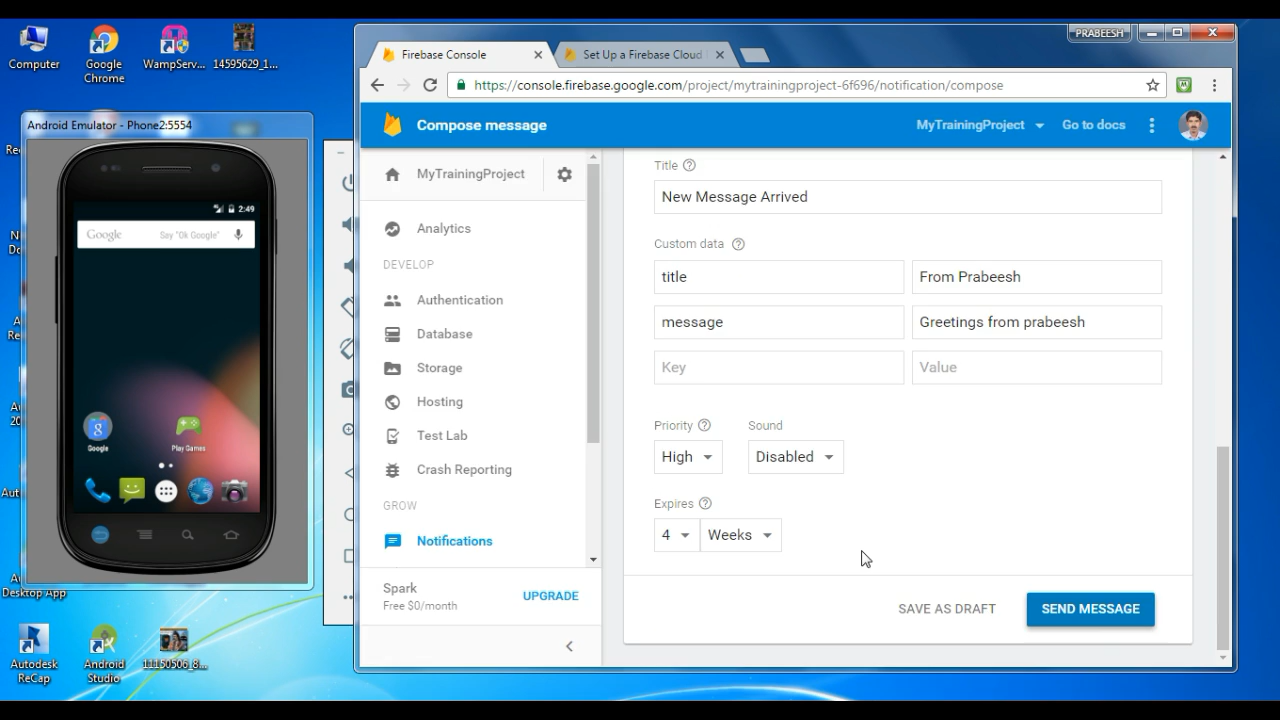 Computer
Google
Chrome
WampServ...
14595629_1...
Android Emulator - Phone2:5554
2:49
Google
Say "Ok Google"
Google
Play Games
Desktop App
Autodesk
ReCap
Android
Studio
11150506_8...
PRABEESH
Firebase Console
Set Up a Firebase Cloud
https://console.firebase.google.com/project/mytrainingproject-6f696/notification/compose
Compose message
MyTrainingProject
Go to docs
MyTrainingProject
Analytics
DEVELOP
Authentication
Database
Storage
Hosting
Test Lab
Crash Reporting
GROW
Notifications
Spark
Free $0/month
UPGRADE
Title
New Message Arrived
Custom data
title
From Prabeesh
message
Greetings from prabeesh
Key
Value
Priority
Sound
High
Disabled
Expires
4
Weeks
SAVE AS DRAFT
SEND MESSAGE